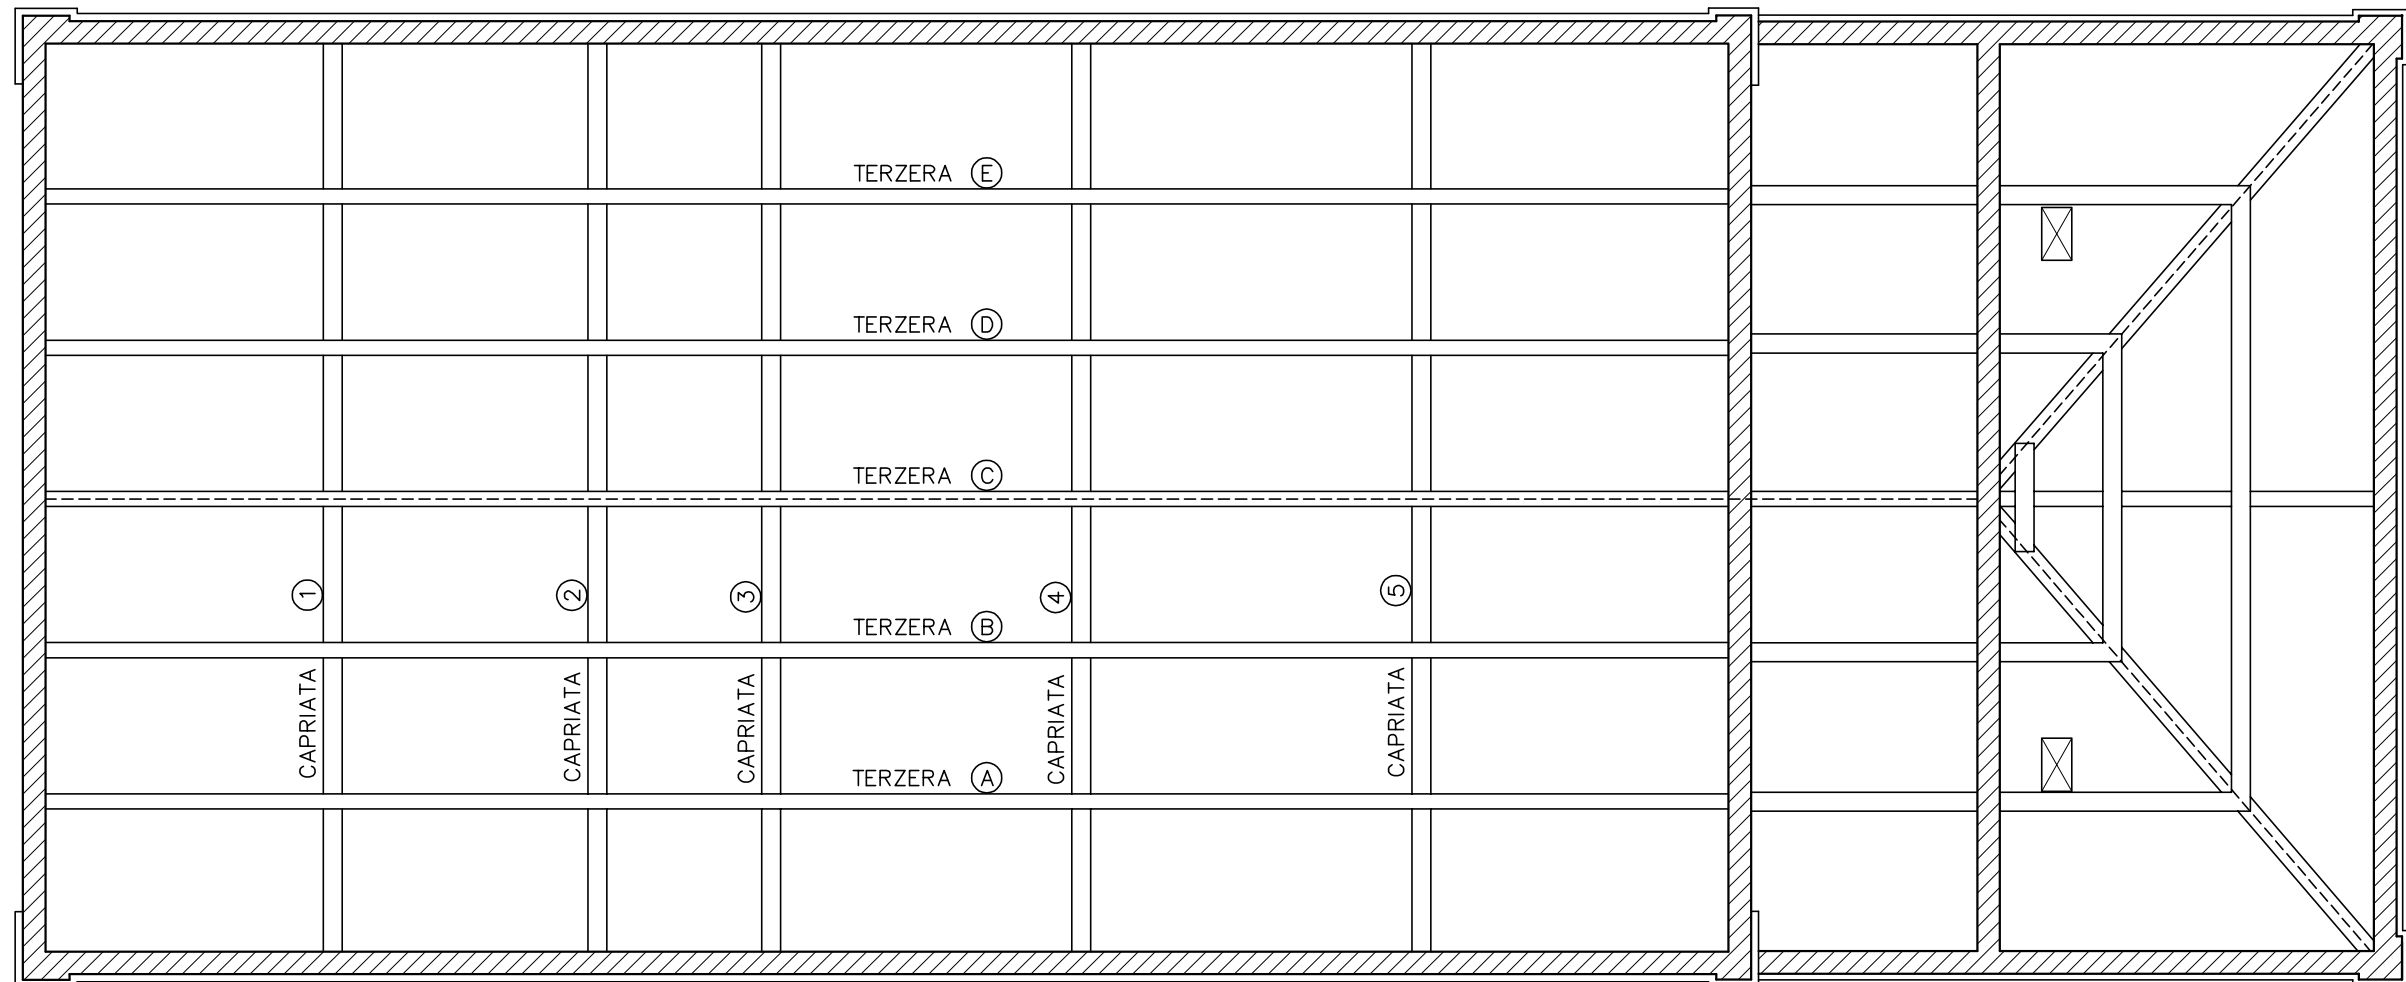 TERZERA E
TERZERA D
TERZERA C
TERZERA B
TERZERA A
CAPRIATA 1
CAPRIATA 2
CAPRIATA 3
CAPRIATA 4
CAPRIATA 5